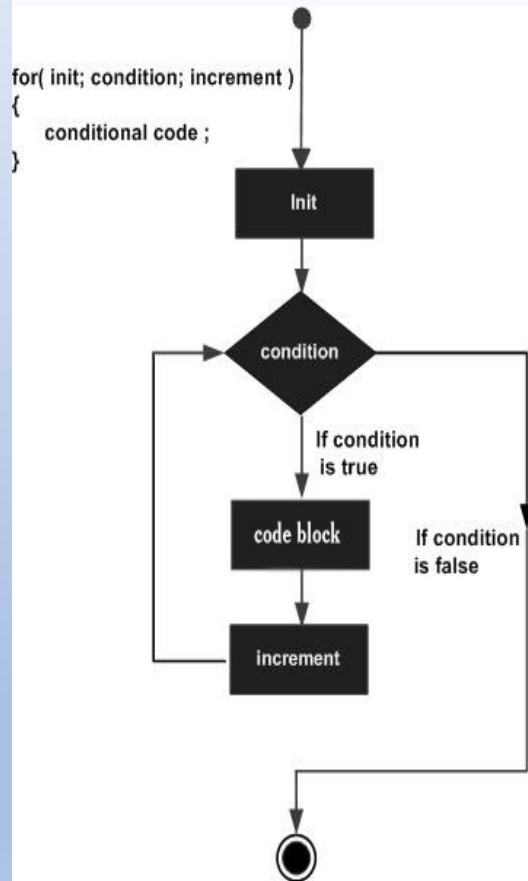 for( init; condition; increment )
{
conditional code ;
}
Init
condition
If condition
is true
code block
If condition
is false
increment